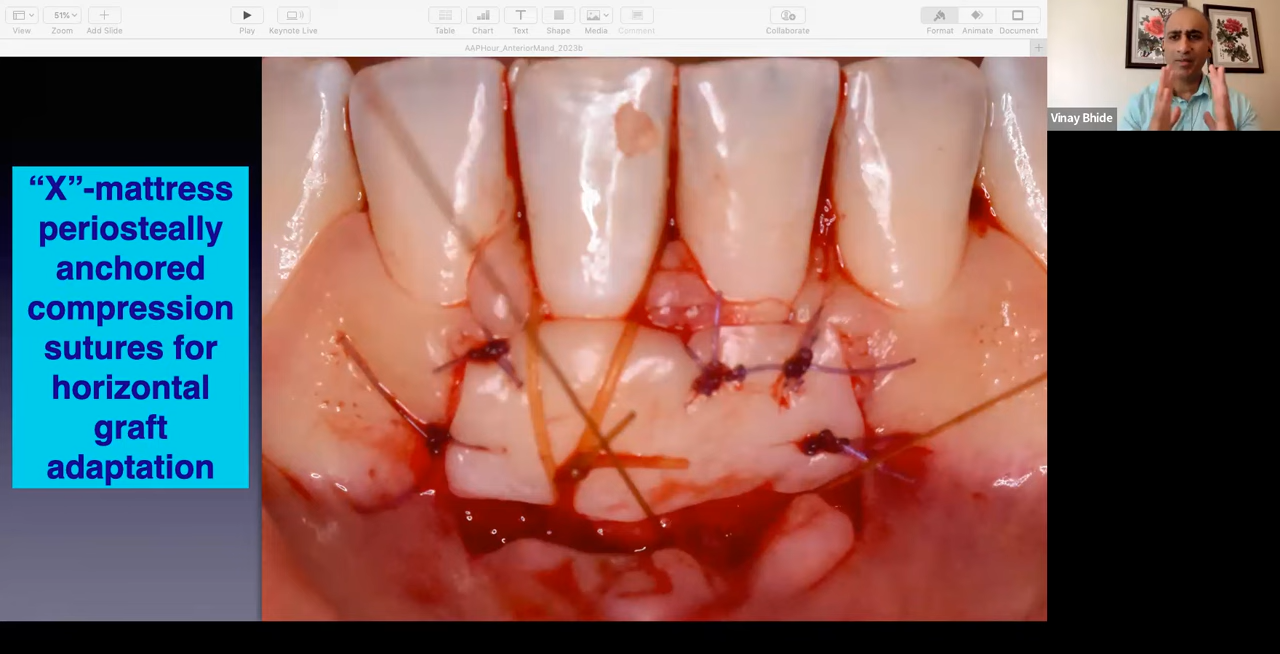 View
51%
Zoom
Add Slide
Play
Keynote Live
Table
Chart
Text
Shape
Media
Comment
Collaborate
Format
Animate
Document
AAPHour_AnteriorMand_2023b
Vinay Bhide
“X”-mattress
periosteally
anchored
compression
sutures for
horizontal
graft
adaptation